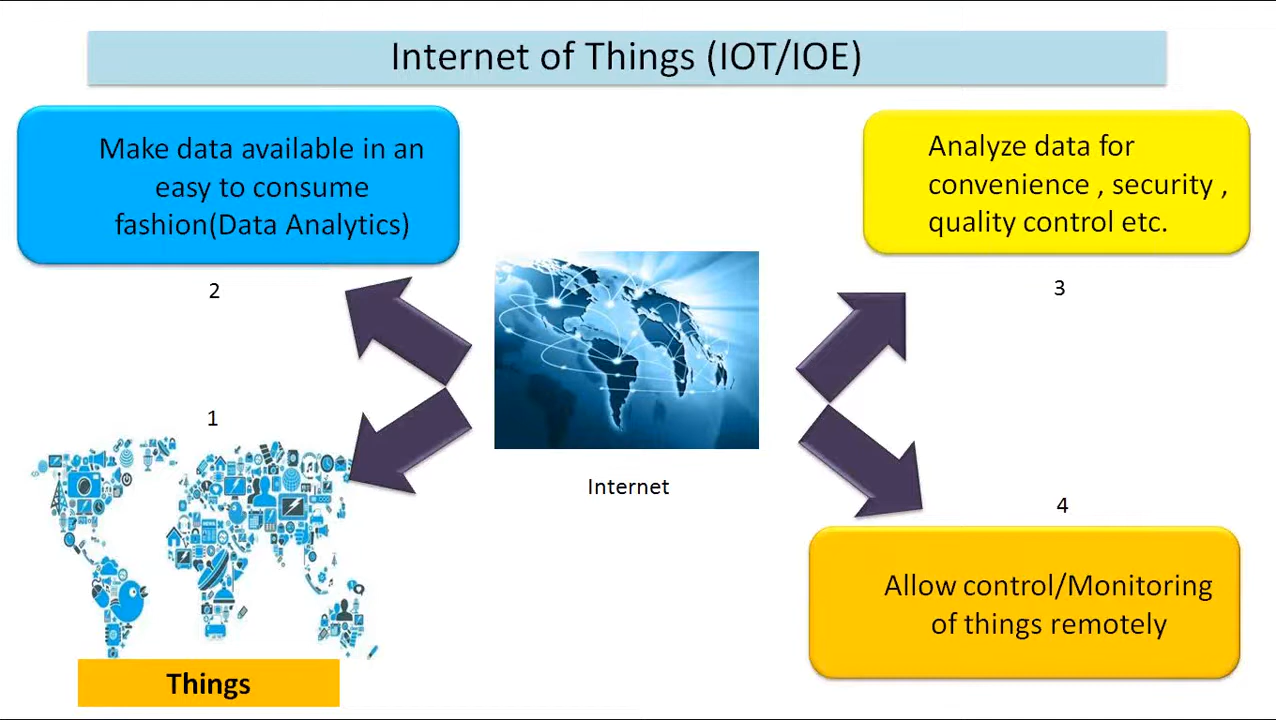 Internet of Things (IOT/IOE)
Make data available in an
easy to consume
fashion(Data Analytics)
2
Analyze data for
convenience , security ,
quality control etc.
3
1
Internet
4
Allow control/Monitoring
of things remotely
Things